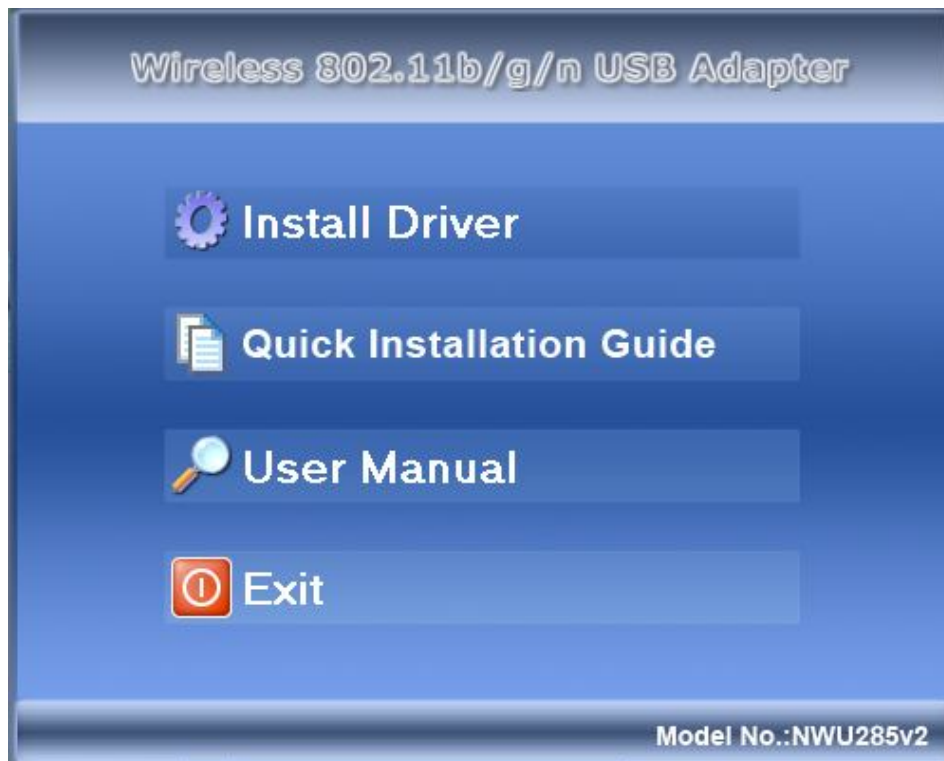 Wireless 802.11b/g/n USB Adapter
Install Driver
Quick Installation Guide
User Manual
Exit
Model No.:NWU285v2